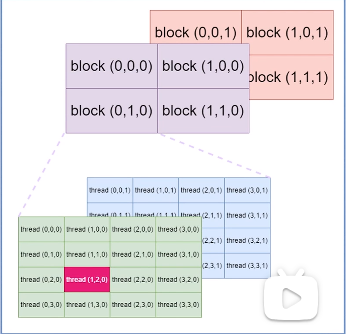 block (0,0,1) block (1,0,1)
block (0,0,0) block (1,0,0)
block (1,1,1)
block (0,1,0) block (1,1,0)
thread (0,0,1) thread (1,0,1) thread (2,0,1) thread (3,0,1)
thread (0,1,1) thread (1,1,1) (2,1,1) thread (3,1,1)
thread (0,0,0) thread (1,0,0) thread (2,0,0) thread (3,0,0)
(2,2,1) thread (3,2,1)
thread (0,1,0) thread (1,1,0) thread (2,1,0) thread (3,1,0)
(2,3,1) thread (3,3,1)
thread (0,2,0) thread (1,2,0) thread (2,2,0) thread (3,2,0)
thread (0,3,0) thread (1,3,0) thread (2,3,0) thread (3,3,0)